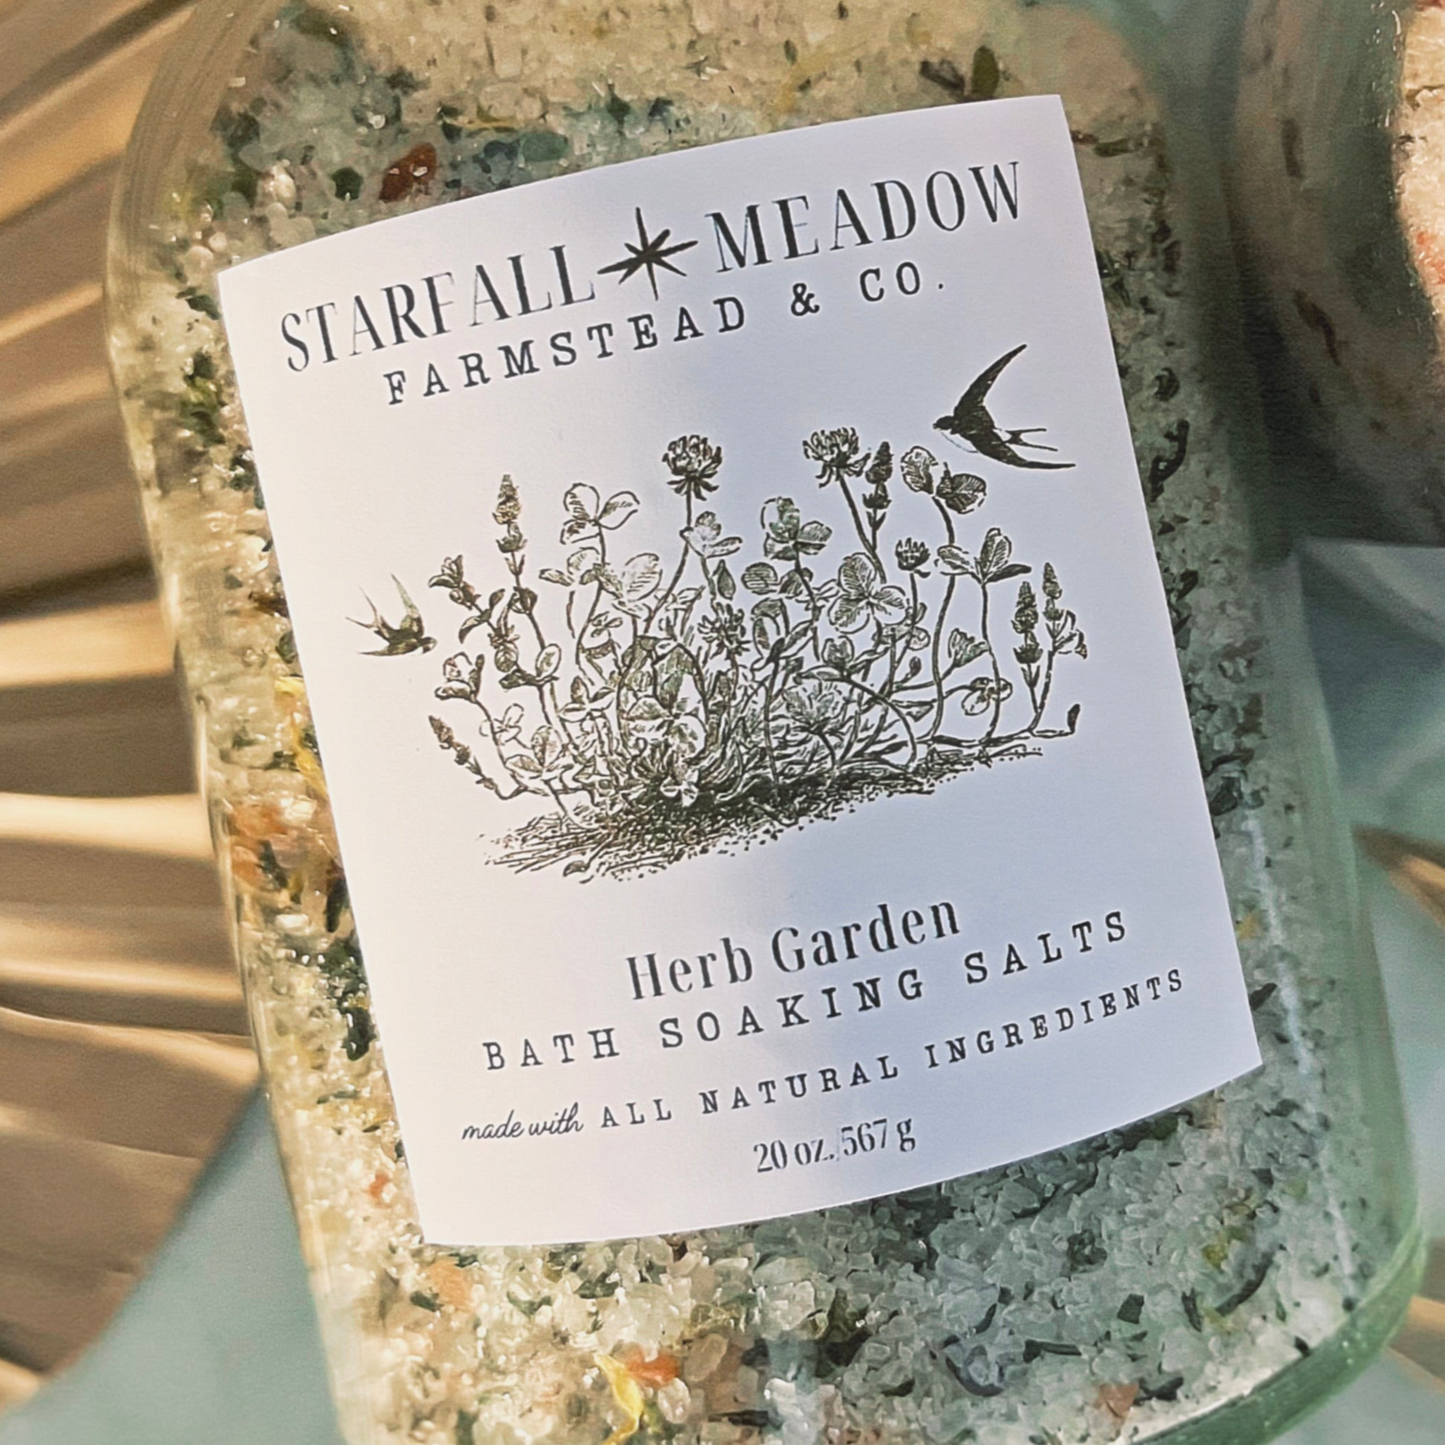 STARFALL MEADOW
FARMSTEAD & CO.
Herb Garden
BATH SOAKING SALTS
made with ALL NATURAL INGREDIENTS
20 oz. 567 g